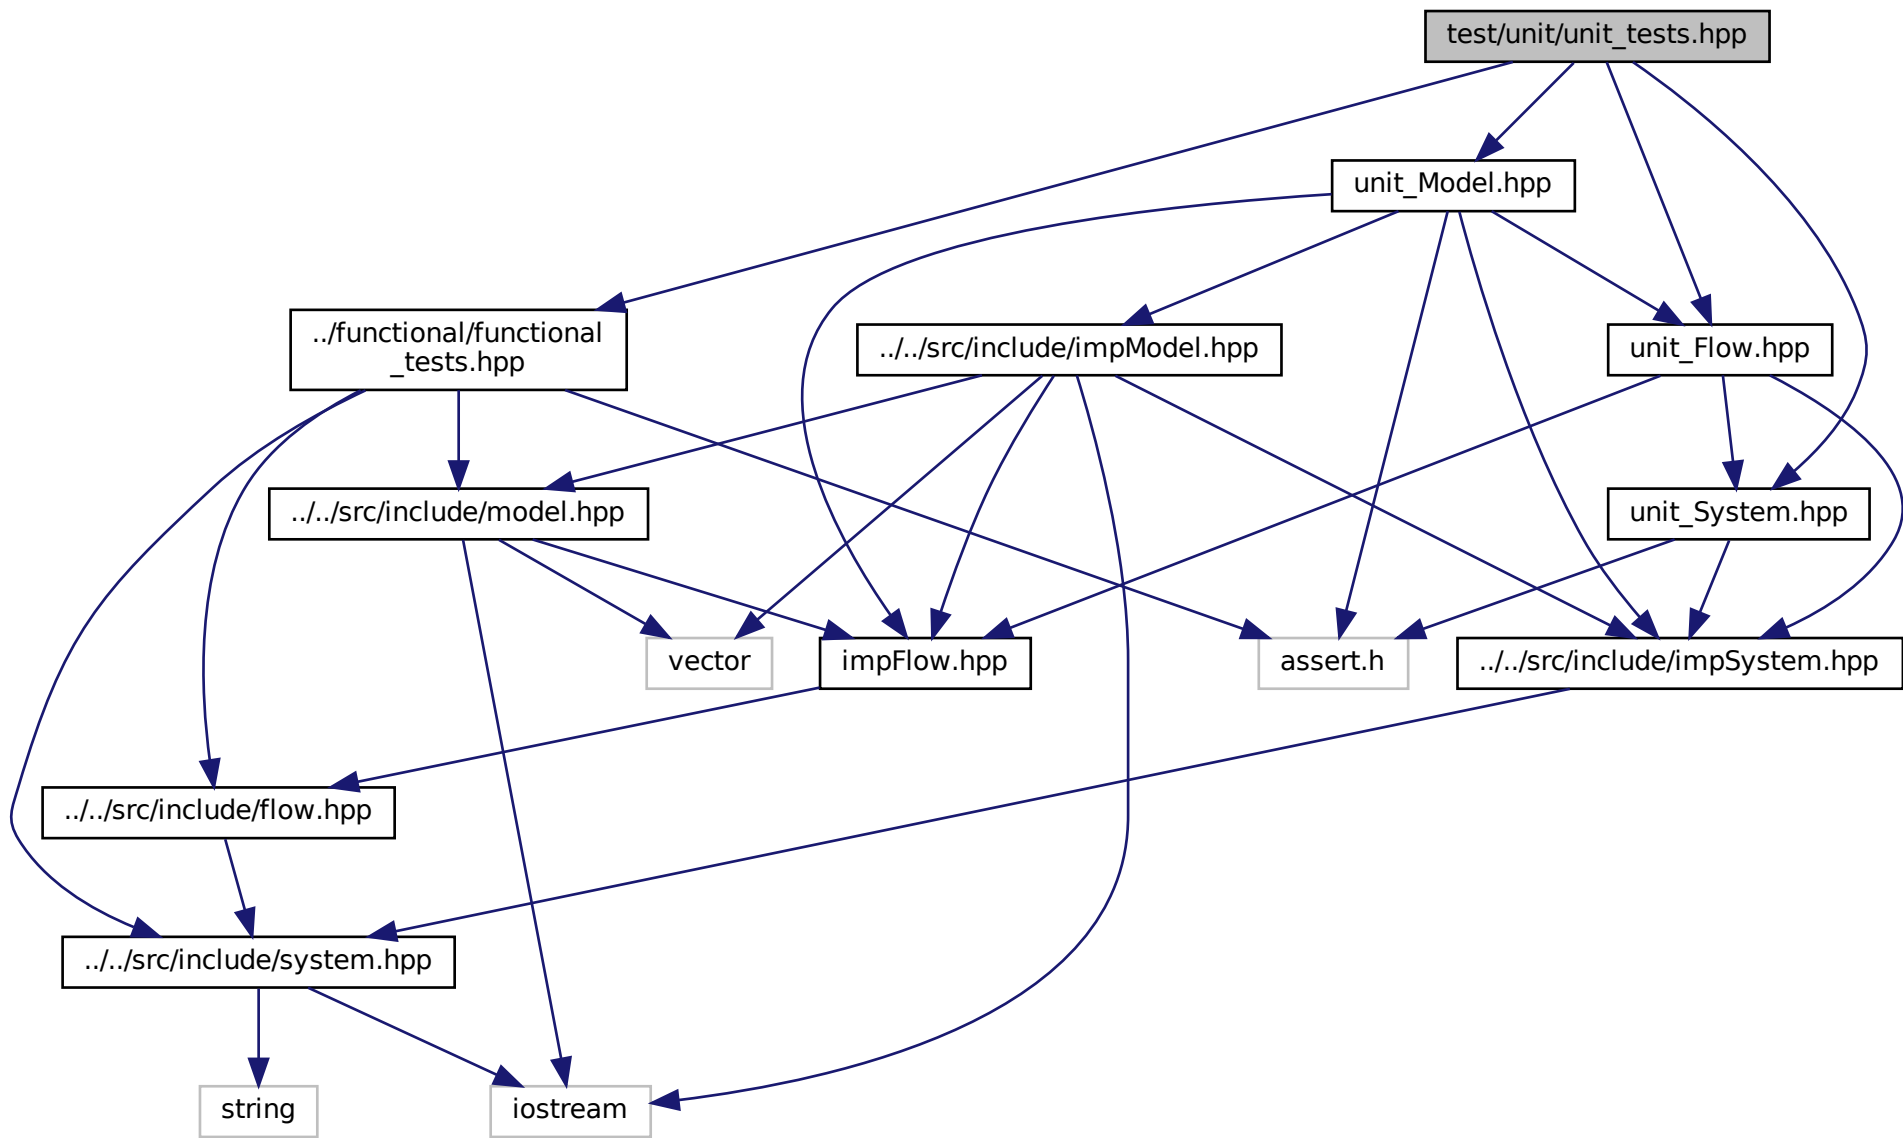 test/unit/unit_tests.hpp
unit_Model.hpp
../functional/functional
_tests.hpp
../../src/include/impModel.hpp
unit_Flow.hpp
../../src/include/model.hpp
unit_System.hpp
vector
impFlow.hpp
assert.h
../../src/include/impSystem.hpp
../../src/include/flow.hpp
../../src/include/system.hpp
string
iostream